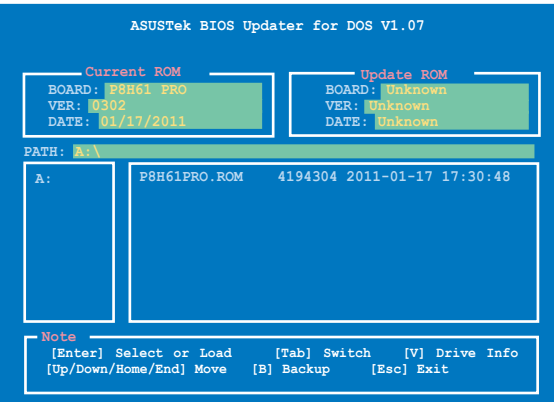 ASUSTek BIOS Updater for DOS V1.07
Current ROM
BOARD: P8H61 PRO
VER: 0302
DATE: 01/17/2011
Update ROM
BOARD: Unknown
VER: Unknown
DATE: Unknown
PATH: A:\
A:
P8H61PRO.ROM 4194304 2011-01-17 17:30:48
Note
[Enter] Select or Load [Tab] Switch [V] Drive Info
[Up/Down/Home/End] Move [B] Backup [Esc] Exit